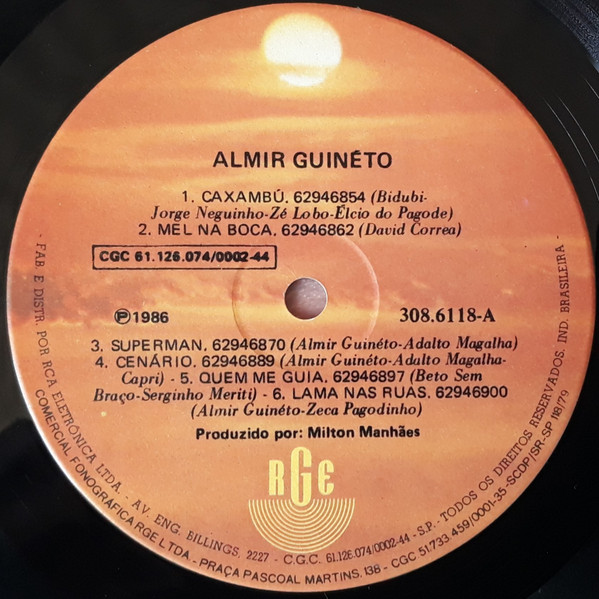 ALMIR GUINÉTO
1. CAXAMBÚ. 62946854 (Bidubi-
Jorge Neguinho-Zé Lobo-Élcio do Pagode)
2. MEL NA BOCA. 62946862 (David Correa)
CGC 61.126.074/0002-44
Ⓟ1986
308.6118-A
3. SUPERMAN. 62946870 (Almir Guinéto-Adalto Magalha)
4. CENÁRIO. 62946889 (Almir Guinéto-Adalto Magalha-
Capri) - 5. QUEM ME GUIA. 62946897 (Beto Sem
Braço-Serginho Meriti) - 6. LAMA NAS RUAS. 62946900
(Almir Guinéto-Zeca Pagodinho)
Produzido por: Milton Manhães
RGE
- FAB. E DISTR. POR RCA ELETRÔNICA LTDA. - AV. ENG. BILLINGS, 2227 - C.G.C. 61.126.074/0002-44 - S.P. - TODOS OS DIREITOS RESERVADOS. IND. BRASILEIRA -
COMERCIAL FONOGRÁFICA RGE LTDA. - PRAÇA PASCOAL MARTINS, 138 - CGC 51.733.459/0001-35 - SCDP/SR-SP 118/79